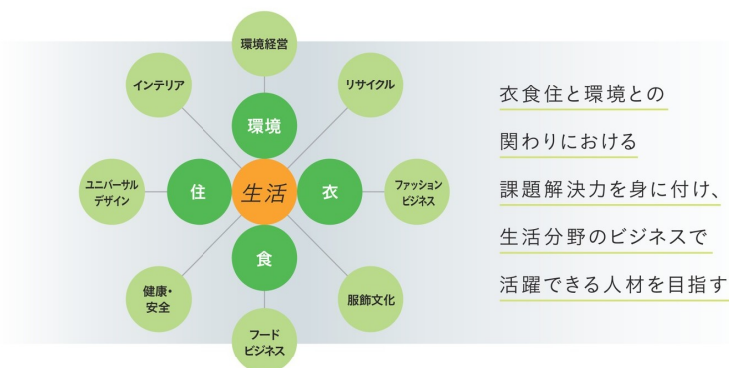 環境経営
インテリア
リサイクル
環境
ユニバーサル
デザイン
住
生活
衣
ファッション
ビジネス
食
健康・
安全
服飾文化
フード
ビジネス
衣食住と環境との
関わりにおける
課題解決力を身に付け、
生活分野のビジネスで
活躍できる人材を目指す